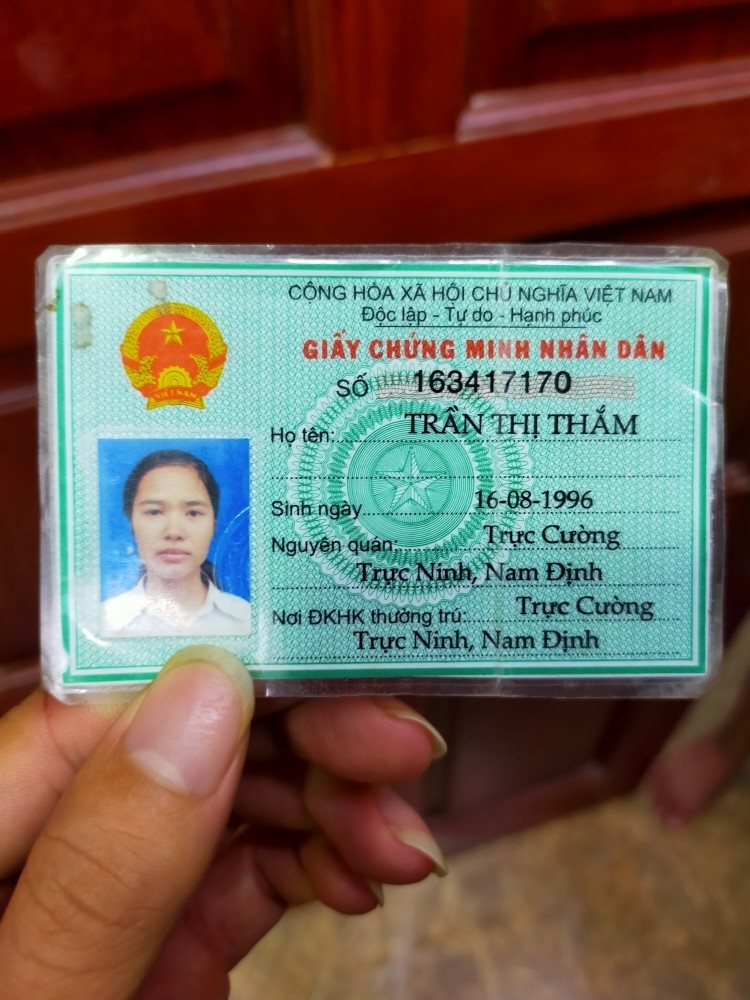 CỘNG HÒA XÃ HỘI CHỦ NGHĨA VIỆT NAM
Độc lập - Tự do - Hạnh phúc
GIẤY CHỨNG MINH NHÂN DÂN
SỐ 163417170
Họ tên: TRẦN THỊ THẮM
Sinh ngày 16-08-1996
Nguyên quán: Trực Cường
Trực Ninh, Nam Định
Nơi ĐKHK thường trú: Trực Cường
Trực Ninh, Nam Định
VIỆT NAM